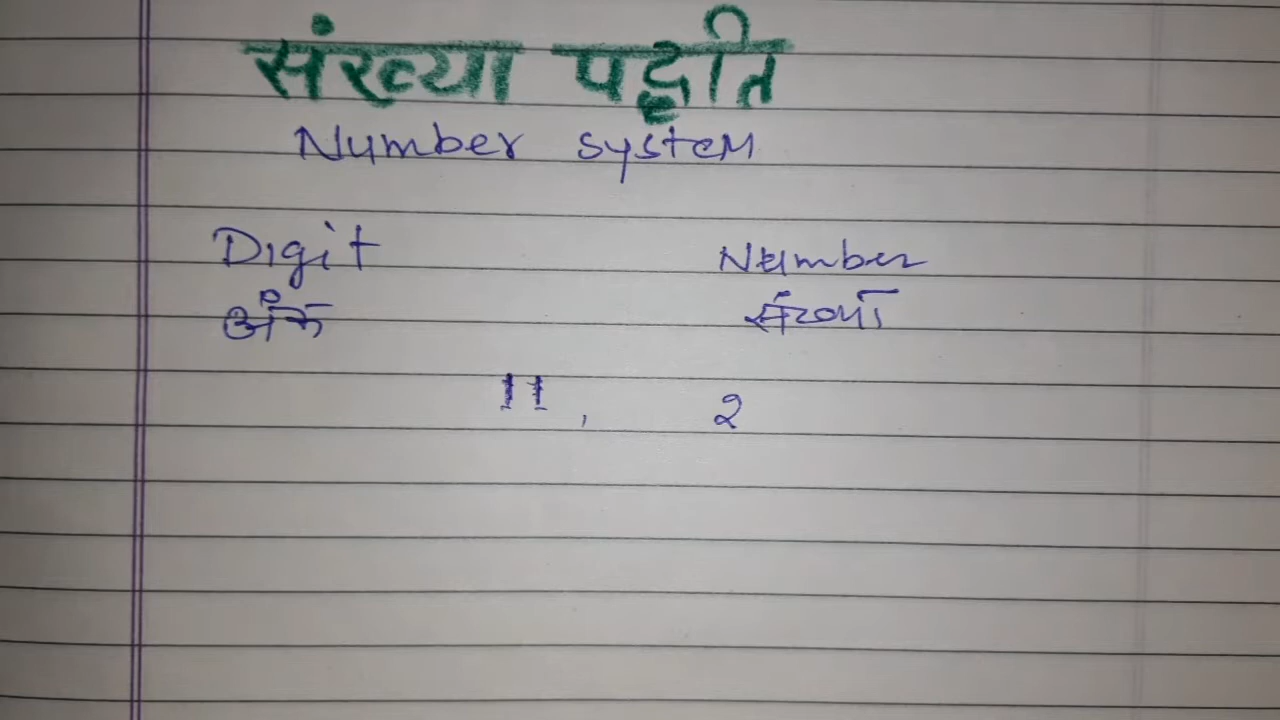 संख्या पद्धति
Number system
Digit Number
अंक संख्या
11, 2